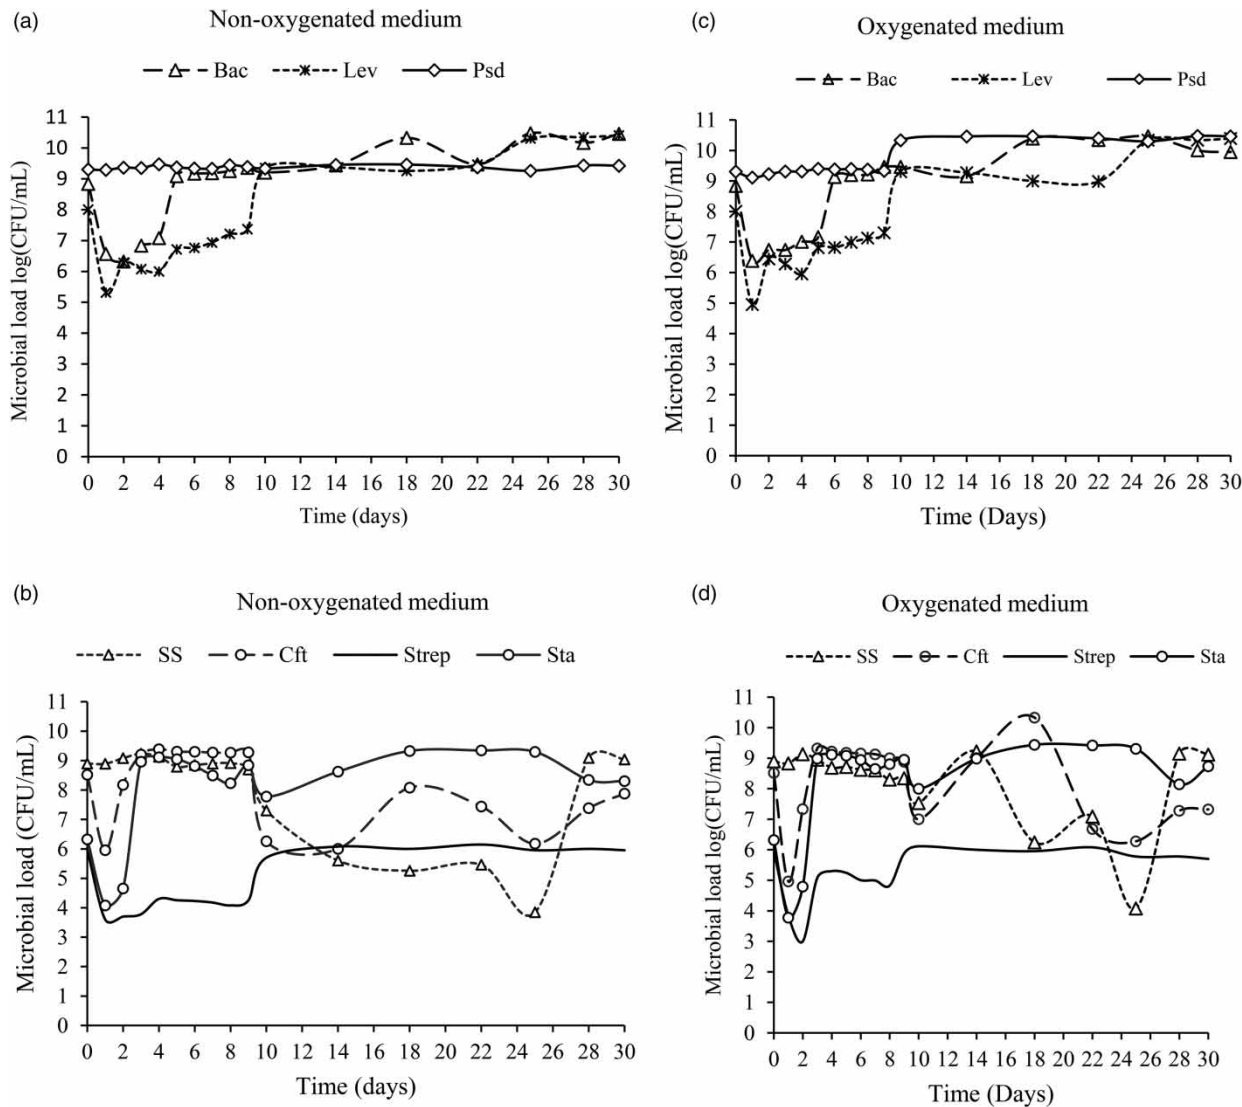 (a)
Non-oxygenated medium
Bac Lev Psd
Microbial load log(CFU/mL)
11
10
9
8
7
6
5
4
3
2
1
0
0 2 4 6 8 10 12 14 16 18 20 22 24 26 28 30
Time (days)
(c)
Oxygenated medium
Bac Lev Psd
Microbial load log(CFU/mL)
11
10
9
8
7
6
5
4
3
2
1
0
0 2 4 6 8 10 12 14 16 18 20 22 24 26 28 30
Time (Days)
(b)
Non-oxygenated medium
SS Cft Strep Sta
Microbial load (CFU/mL)
11
10
9
8
7
6
5
4
3
2
1
0
0 2 4 6 8 10 12 14 16 18 20 22 24 26 28 30
Time (days)
(d)
Oxygenated medium
SS Cft Strep Sta
Microbial load log(CFU/mL)
11
10
9
8
7
6
5
4
3
2
1
0
0 2 4 6 8 10 12 14 16 18 20 22 24 26 28 30
Time (Days)